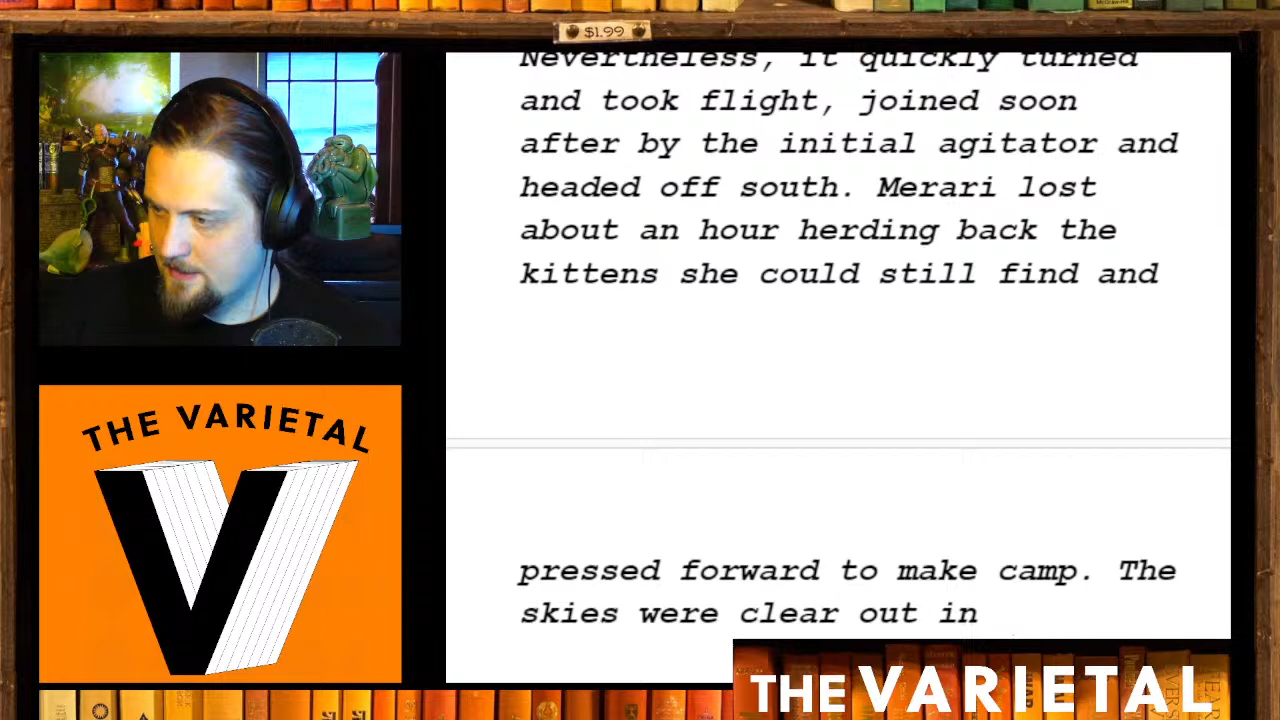 $1.99
Nevertheless, it quickly turned
and took flight, joined soon
after by the initial agitator and
headed off south. Merari lost
about an hour herding back the
kittens she could still find and
THE VARIETAL
V
pressed forward to make camp. The
skies were clear out in
THE VARIETAL